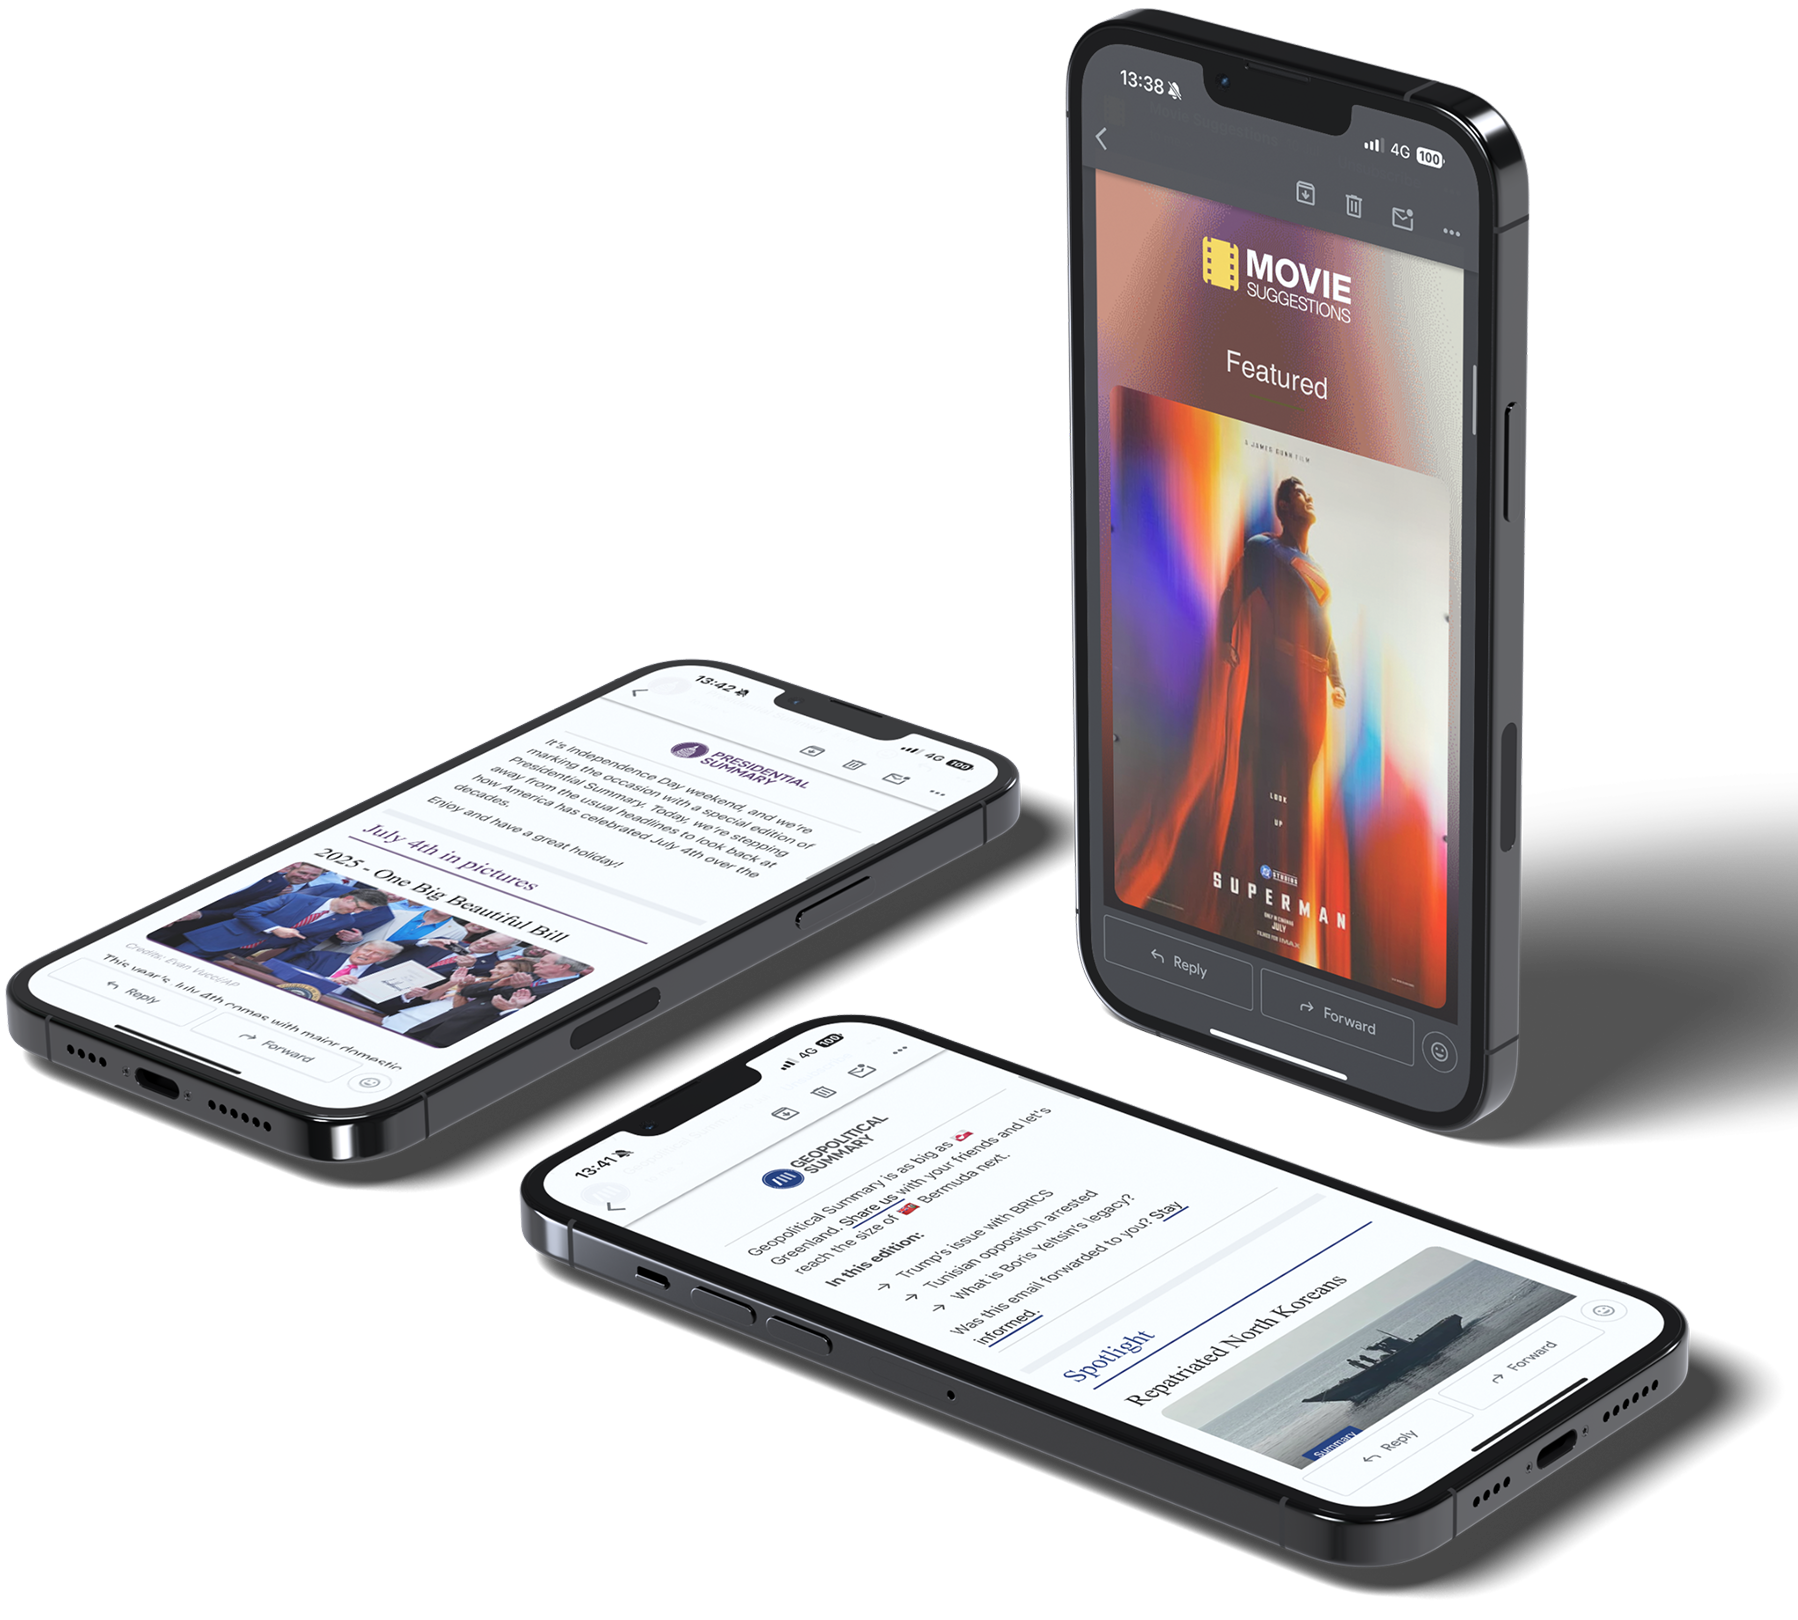 13:38
4G 100
MOVIE
SUGGESTIONS
Featured
A JAMES GUNN FILM
LOOK
UP
STUDIOS
SUPERMAN
ONLY IN CINEMAS
JULY
FILMED FOR IMAX
Reply
Forward
13:42
4G 100
PRESIDENTIAL
SUMMARY
It's Independence Day weekend, and we're
marking the occasion with a special edition of
Presidential Summary. Today, we're stepping
away from the usual headlines to look back at
how America has celebrated July 4th over the
decades.
Enjoy and have a great holiday!
July 4th in pictures
2025 - One Big Beautiful Bill
Credits: Evan Vucci/AP
This year's July 4th comes with major domestic
Reply
Forward
13:41
4G 100
GEOPOLITICAL
SUMMARY
Geopolitical Summary is as big as 🇬🇱
Greenland. Share us with your friends and let's
reach the size of 🇧🇲 Bermuda next.
In this edition:
→ Trump's issue with BRICS
→ Tunisian opposition arrested
→ What is Boris Yeltsin's legacy?
Was this email forwarded to you? Stay
informed.
Spotlight
Repatriated North Koreans
Summary
Reply
Forward